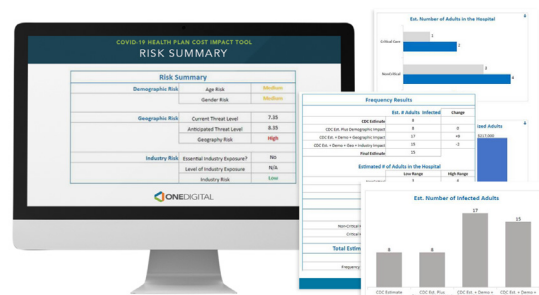 COVID-19 HEALTH PLAN COST IMPACT TOOL
RISK SUMMARY
Risk Summary
Demographic Risk Age Risk Medium
Gender Risk Medium
Geographic Risk Current Threat Level 7.35
Anticipated Threat Level 8.35
Geography Risk High
Industry Risk Essential Industry Exposure? No
Level of Industry Exposure N/A
Industry Risk Low
ONEDIGITAL
Est. Number of Adults in the Hospital
Critical Care
2
Noncritical
4
Frequency Results
Est. # Adults Infected Change
CDC Estimate 8
CDC Est. Plus Demographic Impact 8
CDC Est. + Demo + Geographic Impact 17 +9
CDC Est. + Demo + Geo + Industry Impact 15 -2
Final Estimate 15
Estimated # of Adults in the Hospital
Low Range High Range
Total Estim
Frequency
Est. Number of Infected Adults
8
8
17
15
CDC Estimate CDC Est. Plus CDC Est. + Demo + CDC Est. + Demo +